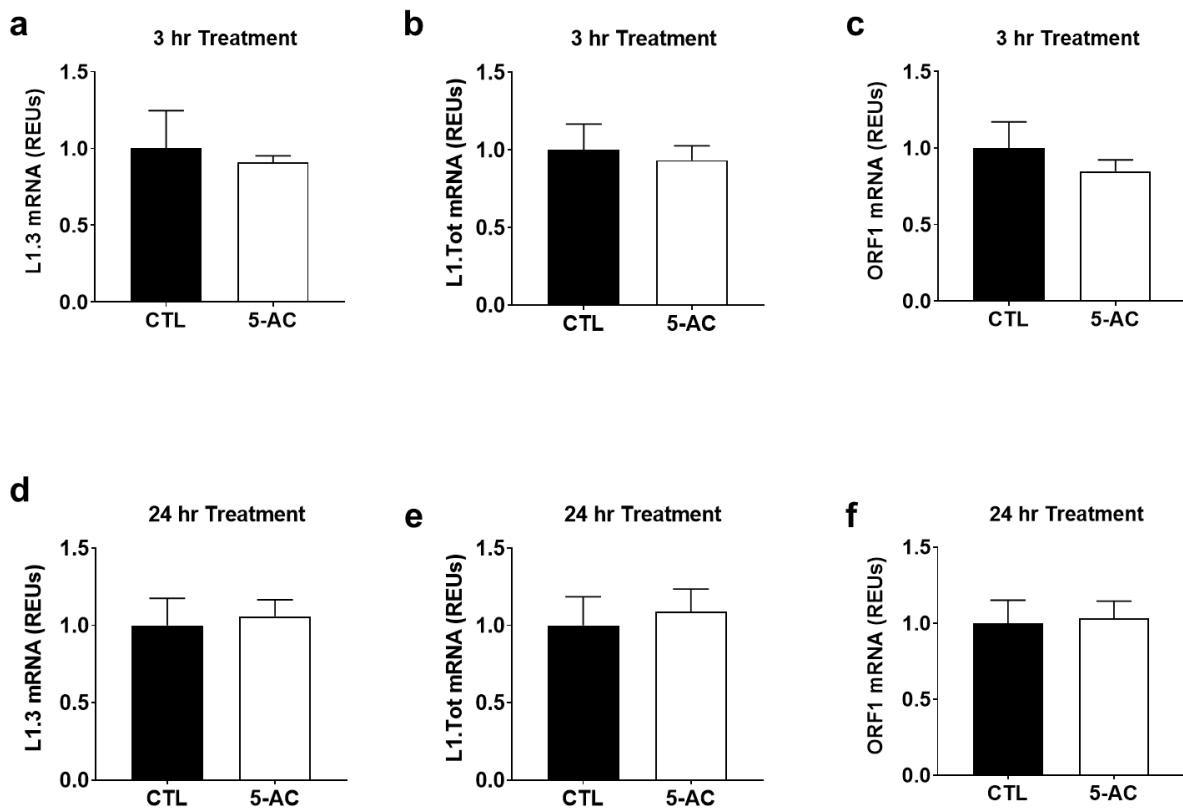 a
3 hr Treatment
L1.3 mRNA (REUs)
1.5
1.0
0.5
0.0
CTL 5-AC
b
3 hr Treatment
L1.Tot mRNA (REUs)
1.5
1.0
0.5
0.0
CTL 5-AC
c
3 hr Treatment
ORF1 mRNA (REUs)
1.5
1.0
0.5
0.0
CTL 5-AC
d
24 hr Treatment
L1.3 mRNA (REUs)
1.5
1.0
0.5
0.0
CTL 5-AC
e
24 hr Treatment
L1.Tot mRNA (REUs)
1.5
1.0
0.5
0.0
CTL 5-AC
f
24 hr Treatment
ORF1 mRNA (REUs)
1.5
1.0
0.5
0.0
CTL 5-AC